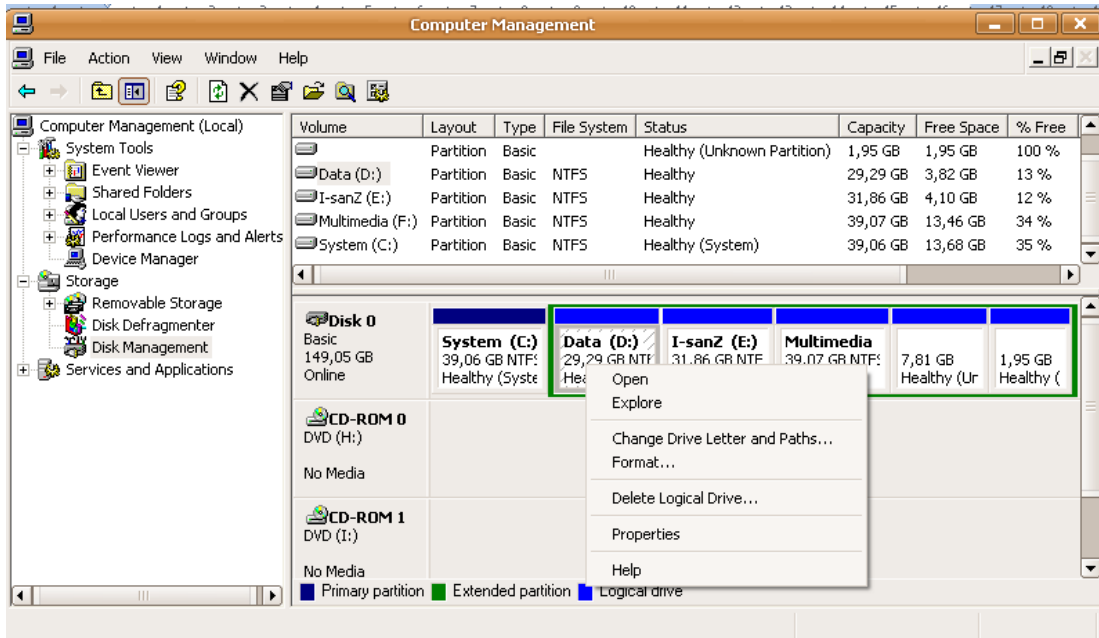 Computer Management
File Action View Window Help
Computer Management (Local)
System Tools
Event Viewer
Shared Folders
Local Users and Groups
Performance Logs and Alerts
Device Manager
Storage
Removable Storage
Disk Defragmenter
Disk Management
Services and Applications
Volume Layout Type File System Status Capacity Free Space % Free
Partition Basic Healthy (Unknown Partition) 1,95 GB 1,95 GB 100 %
Data (D:) Partition Basic NTFS Healthy 29,29 GB 3,82 GB 13 %
I-sanZ (E:) Partition Basic NTFS Healthy 31,86 GB 4,10 GB 12 %
Multimedia (F:) Partition Basic NTFS Healthy 39,07 GB 13,46 GB 34 %
System (C:) Partition Basic NTFS Healthy (System) 39,06 GB 13,68 GB 35 %
Disk 0
Basic
149,05 GB
Online
System (C:)
39,06 GB NTFS
Healthy (Syste
Data (D:)
29,29 GB NTF
Hea
I-sanZ (E:)
31,86 GB NTF
Multimedia
39,07 GB NTFS
7,81 GB
Healthy (Un
1,95 GB
Healthy (
CD-ROM 0
DVD (H:)
No Media
CD-ROM 1
DVD (I:)
No Media
Open
Explore
Change Drive Letter and Paths...
Format...
Delete Logical Drive...
Properties
Help
Primary partition Extended partition Logical drive